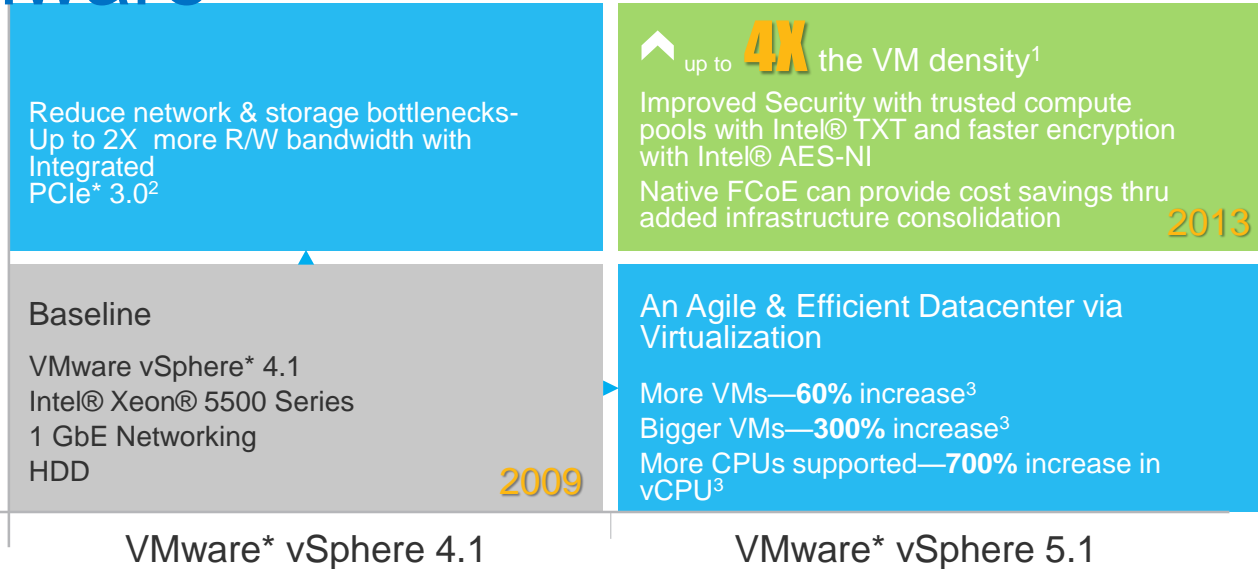 Reduce network & storage bottlenecks-
Up to 2X more R/W bandwidth with
Integrated
PCIe* 3.0²
up to 4X the VM density¹
Improved Security with trusted compute
pools with Intel® TXT and faster encryption
with Intel® AES-NI
Native FCoE can provide cost savings thru
added infrastructure consolidation
2013
Baseline
VMware vSphere* 4.1
Intel® Xeon® 5500 Series
1 GbE Networking
HDD
2009
An Agile & Efficient Datacenter via
Virtualization
More VMs—60% increase³
Bigger VMs—300% increase³
More CPUs supported—700% increase in
vCPU³
VMware* vSphere 4.1
VMware* vSphere 5.1